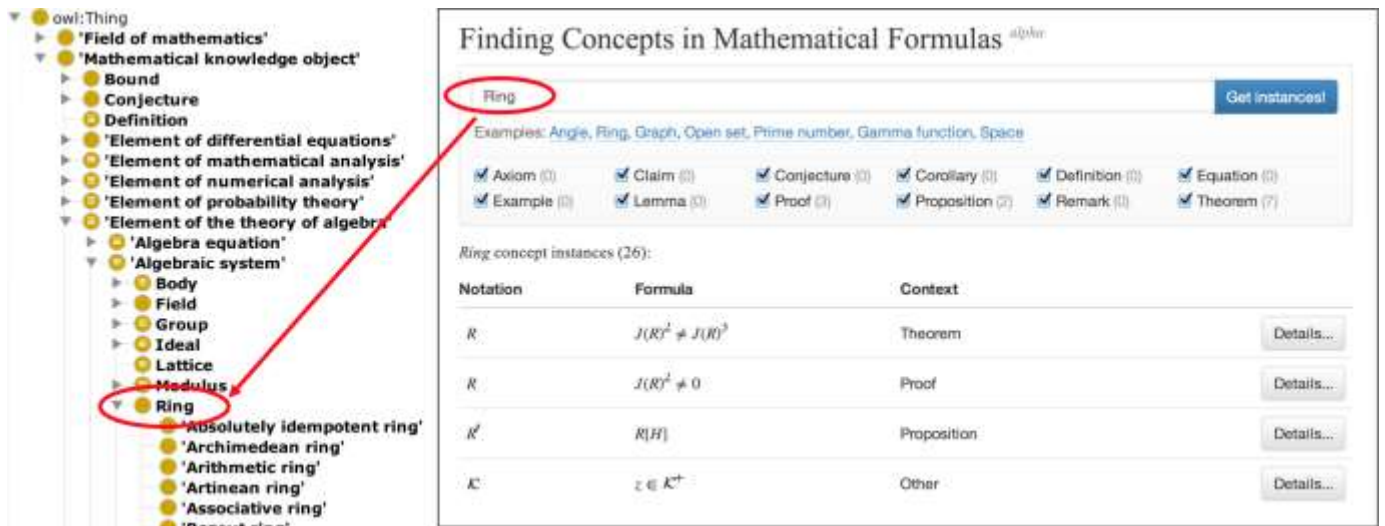 owl:Thing
'Field of mathematics'
'Mathematical knowledge object'
Bound
Conjecture
Definition
'Element of differential equations'
'Element of mathematical analysis'
'Element of numerical analysis'
'Element of probability theory'
'Element of the theory of algebra'
'Algebra equation'
'Algebraic system'
Body
Field
Group
Ideal
Lattice
Modulus
Ring
'Absolutely idempotent ring'
'Archimedean ring'
'Arithmetic ring'
'Artinean ring'
'Associative ring'
Finding Concepts in Mathematical Formulas alpha
Ring Get instances!
Examples: Angle, Ring, Graph, Open set, Prime number, Gamma function, Space
Axiom (0) Claim (0) Conjecture (0) Corollary (0) Definition (0) Equation (0)
Example (0) Lemma (0) Proof (3) Proposition (2) Remark (0) Theorem (7)
Ring concept instances (26):
Notation Formula Context
R J(R)² ≠ J(R)³ Theorem Details...
R J(R)² ≠ 0 Proof Details...
R[H] Proposition Details...
K z ∈ K⁺ Other Details...